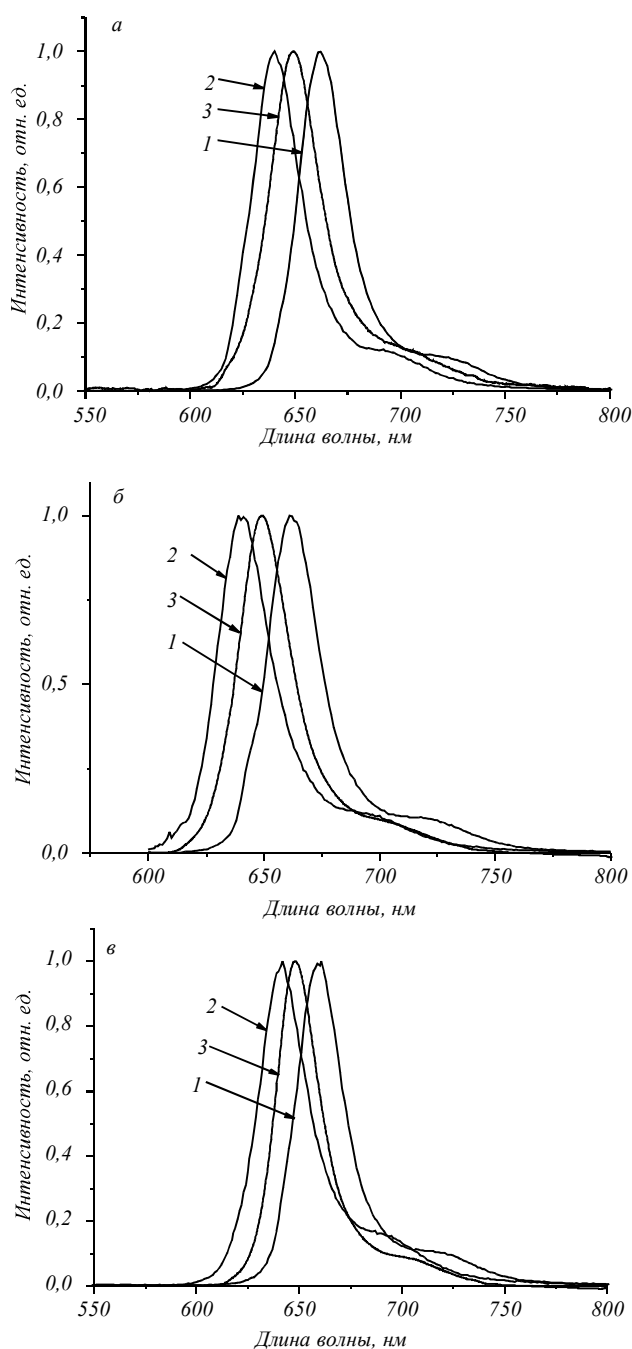 а
Интенсивность, отн. ед.
1,0
0,8
0,6
0,4
0,2
0,0
2
3
1
550 600 650 700 750 800
Длина волны, нм
б
Интенсивность, отн. ед.
1,0
0,5
0,0
2
3
1
600 650 700 750 800
Длина волны, нм
в
Интенсивность, отн. ед.
1,0
0,8
0,6
0,4
0,2
0,0
2
3
1
550 600 650 700 750 800
Длина волны, нм